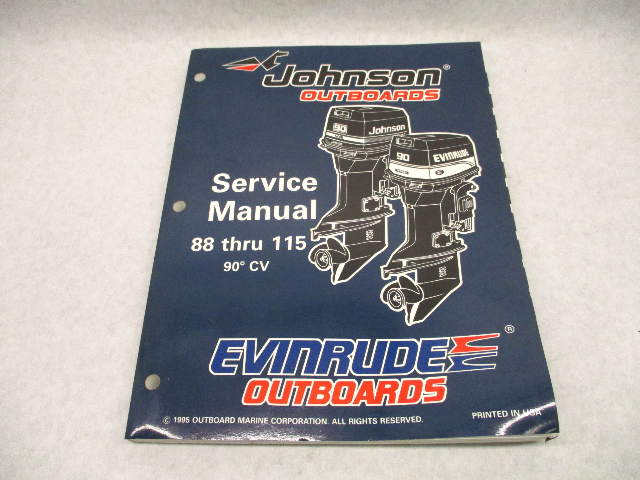 Johnson®
OUTBOARDS
90
Johnson
90
EVINRUDE
Service
Manual
88 thru 115
90° CV
EVINRUDE®
OUTBOARDS
© 1995 OUTBOARD MARINE CORPORATION. ALL RIGHTS RESERVED.
PRINTED IN USA